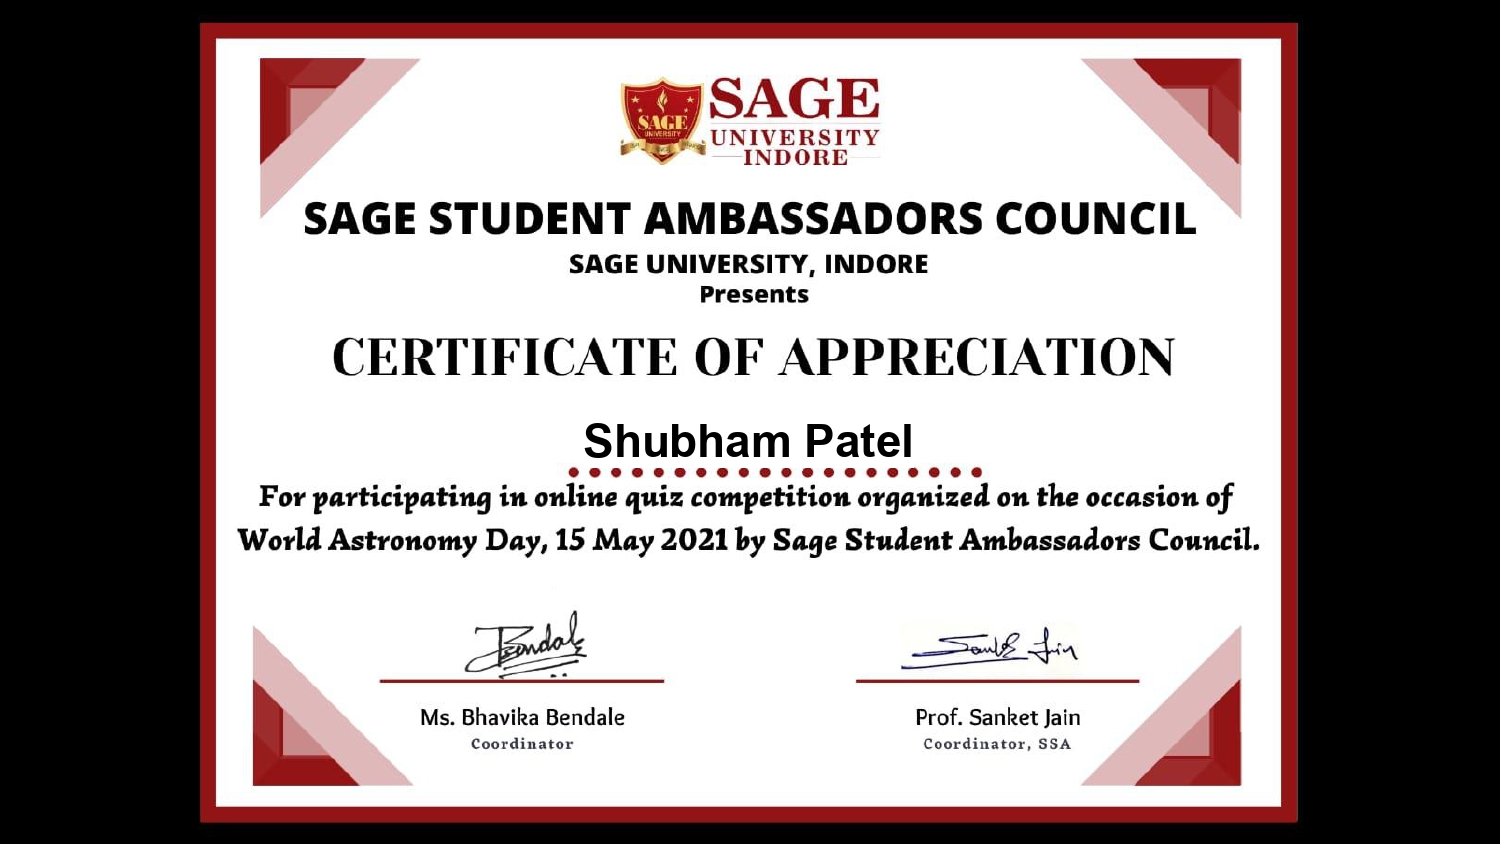 SAGE
UNIVERSITY
SAGE
UNIVERSITY
INDORE
SAGE STUDENT AMBASSADORS COUNCIL
SAGE UNIVERSITY, INDORE
Presents
CERTIFICATE OF APPRECIATION
Shubham Patel
For participating in online quiz competition organized on the occasion of
World Astronomy Day, 15 May 2021 by Sage Student Ambassadors Council.
Bendale
Sanket Jain
Ms. Bhavika Bendale
Prof. Sanket Jain
Coordinator
Coordinator, SSA